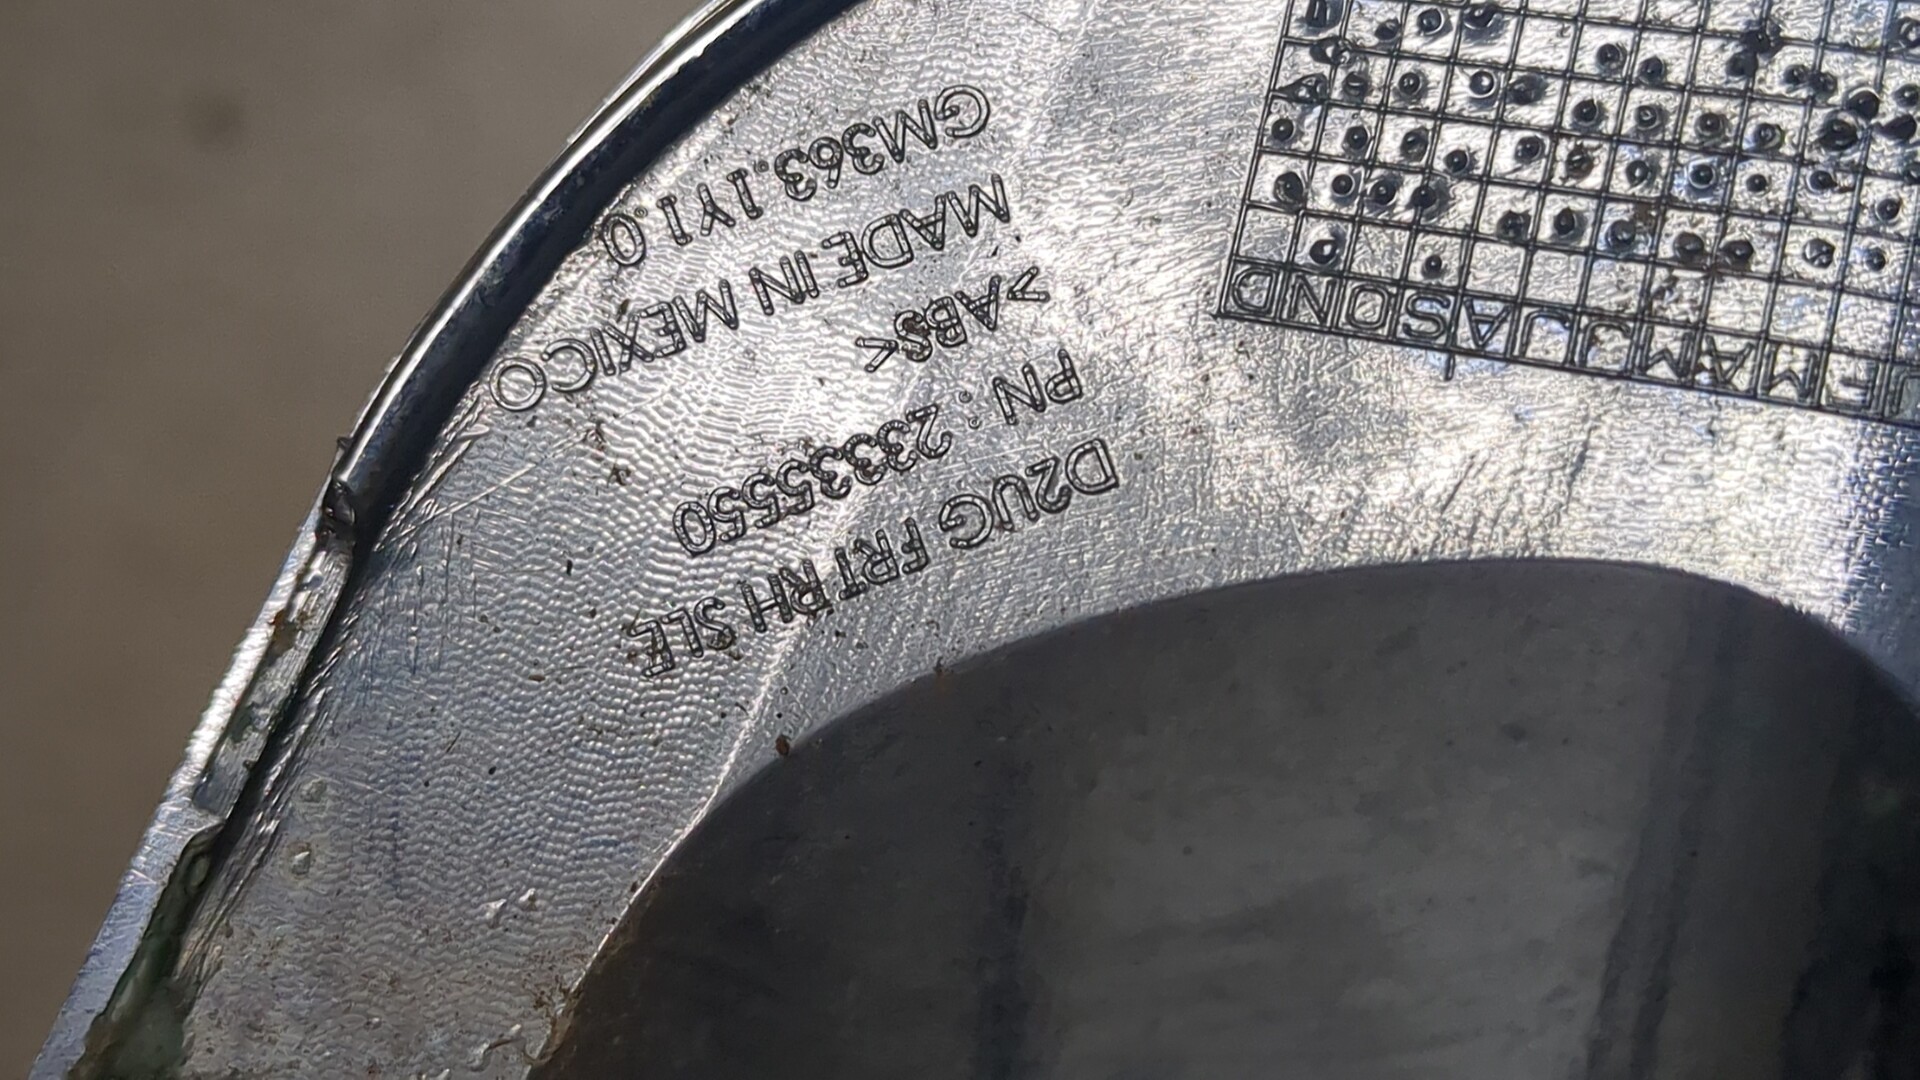 JFMAMJJASOND
D2UG FRT RH SLE
PN : 23335550
>ABS<
MADE IN MEXICO
GM363.1Y1.0